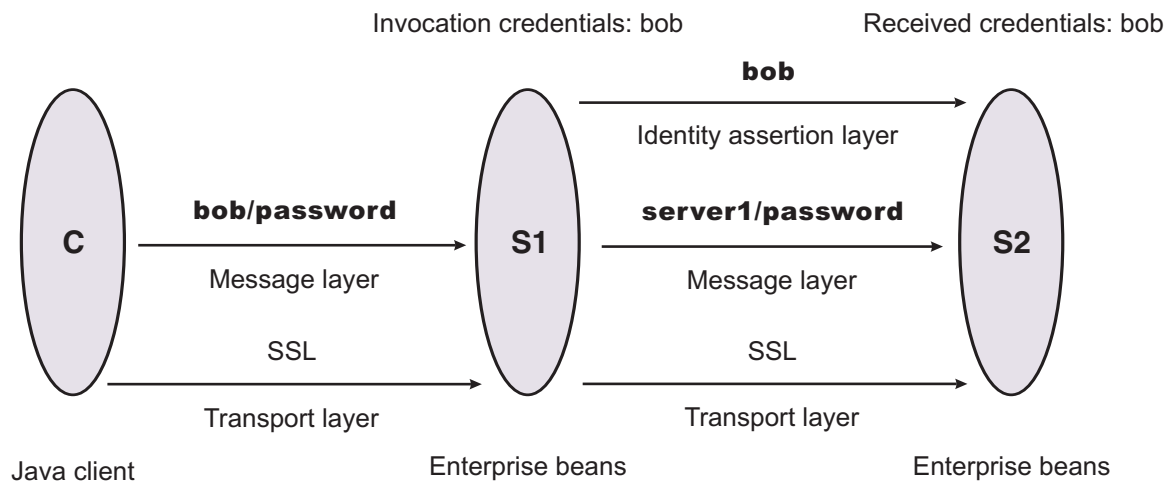 Invocation credentials: bob
Received credentials: bob
bob
Identity assertion layer
bob/password
server1/password
C
S1
S2
Message layer
Message layer
SSL
SSL
Transport layer
Transport layer
Java client
Enterprise beans
Enterprise beans